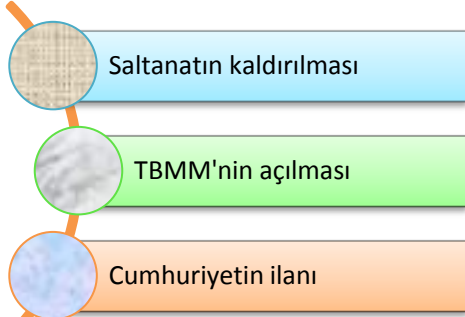 Saltanatın kaldırılması
TBMM'nin açılması
Cumhuriyetin ilanı